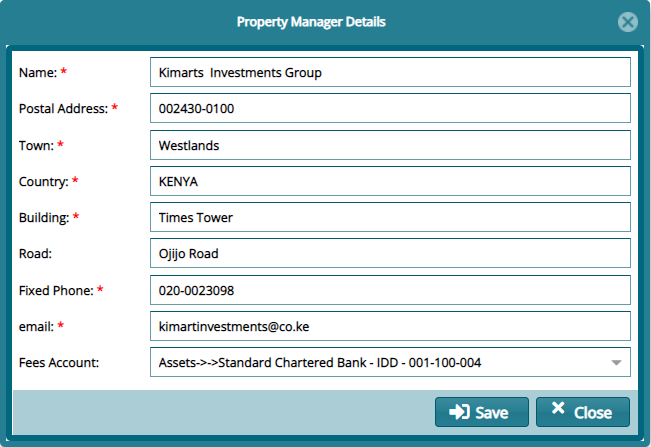 Property Manager Details
Name: * Kimarts  Investments Group
Postal Address: * 002430-0100
Town: * Westlands
Country: * KENYA
Building: * Times Tower
Road: Ojijo Road
Fixed Phone: * 020-0023098
email: * kimartinvestments@co.ke
Fees Account: Assets->->Standard Chartered Bank - IDD - 001-100-004
Save Close